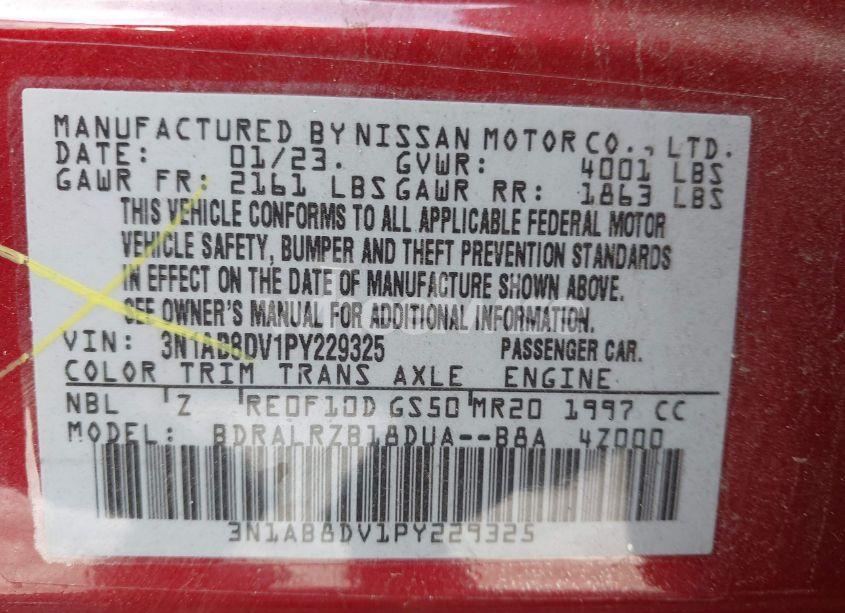 MANUFACTURED BY NISSAN MOTOR CO., LTD.
DATE: 01/23. GVWR: 4001 LBS
GAWR FR: 2161 LBS GAWR RR: 1863 LBS
THIS VEHICLE CONFORMS TO ALL APPLICABLE FEDERAL MOTOR
VEHICLE SAFETY, BUMPER AND THEFT PREVENTION STANDARDS
IN EFFECT ON THE DATE OF MANUFACTURE SHOWN ABOVE.
SEE OWNER'S MANUAL FOR ADDITIONAL INFORMATION.
VIN: 3N1AB8DV1PY229325 PASSENGER CAR.
COLOR TRIM TRANS AXLE ENGINE
NBL Z RE0F10D GS50 MR20 1997 CC
MODEL: BDRALRZB18DUA--B8A 4Z000
3N1AB8DV1PY229325